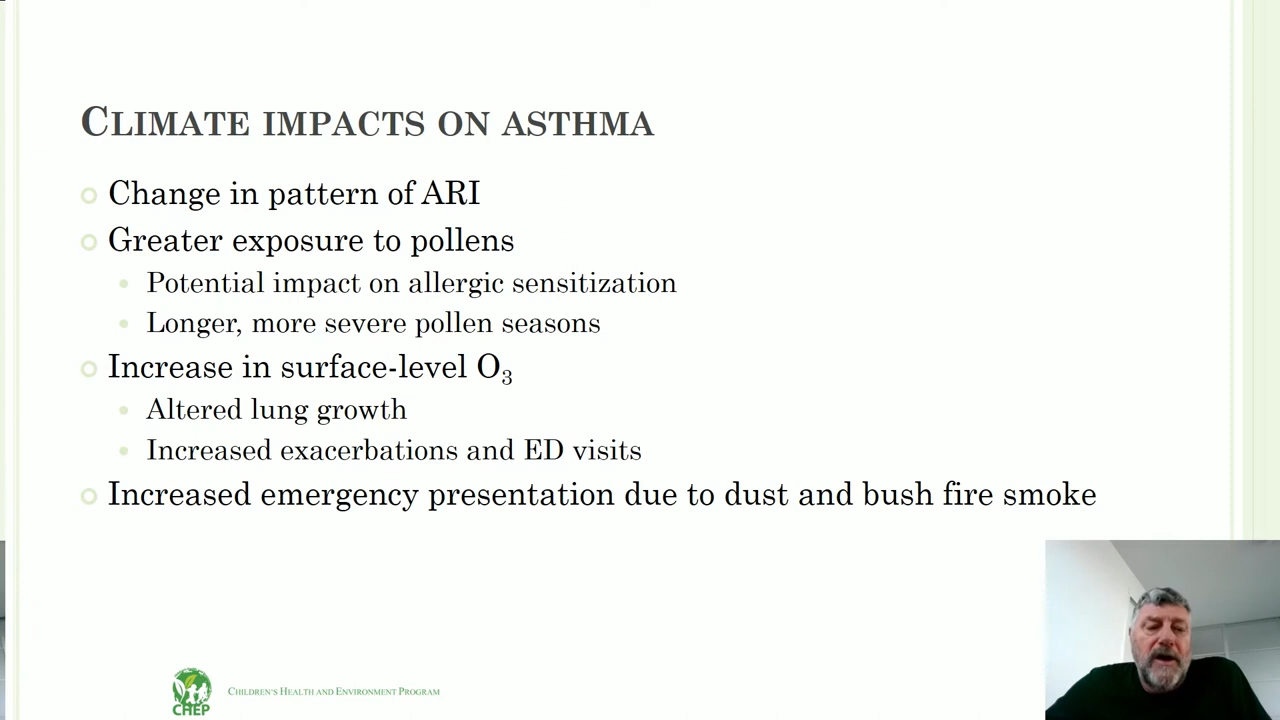 CLIMATE IMPACTS ON ASTHMA
Change in pattern of ARI
Greater exposure to pollens
Potential impact on allergic sensitization
Longer, more severe pollen seasons
Increase in surface-level O₃
Altered lung growth
Increased exacerbations and ED visits
Increased emergency presentation due to dust and bush fire smoke
CHEP
CHILDREN'S HEALTH AND ENVIRONMENT PROGRAM